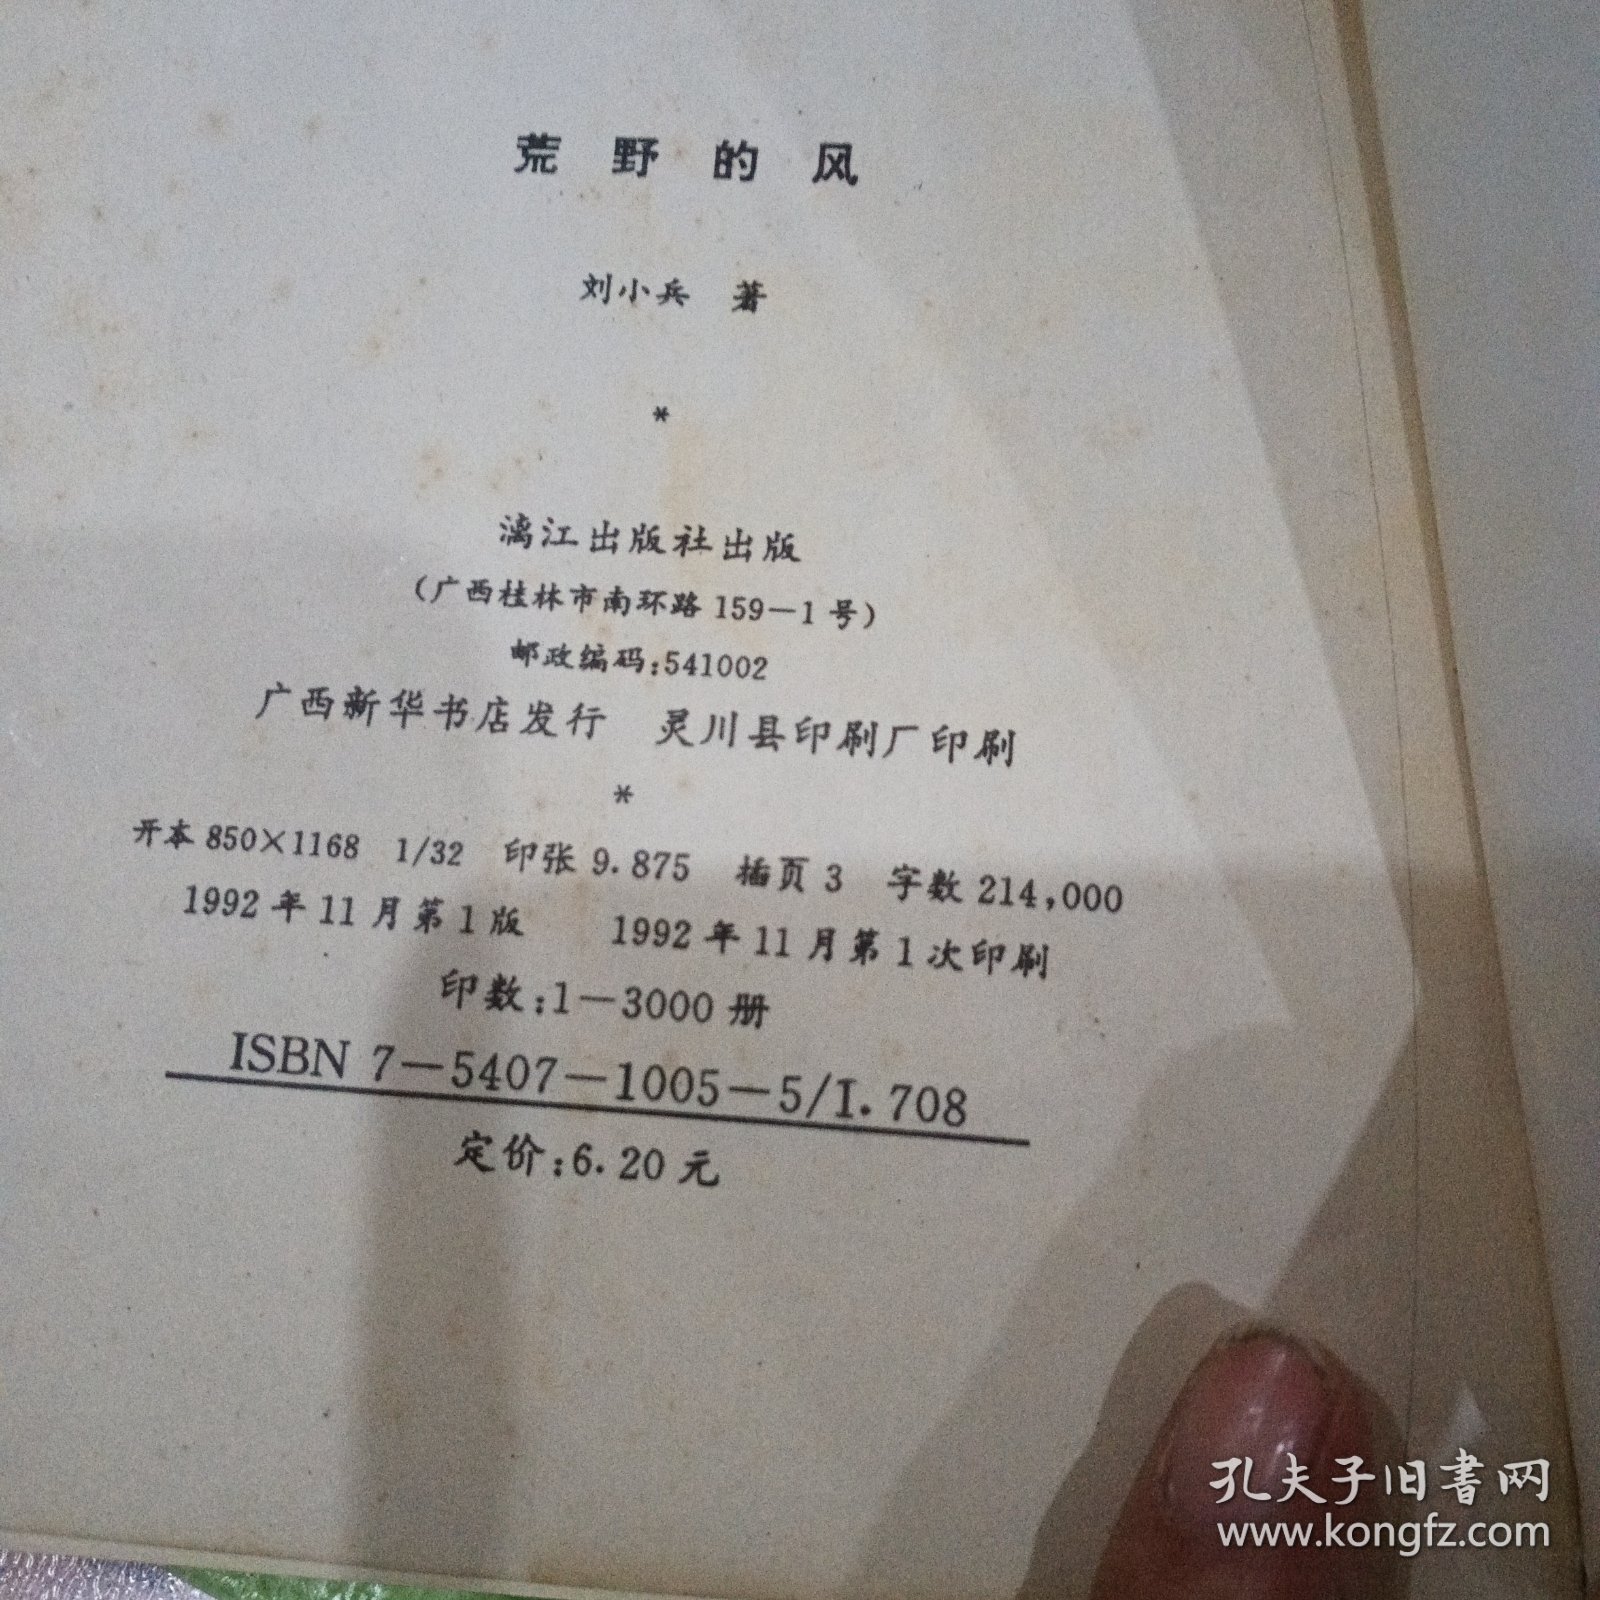 荒野的风
刘小兵 著
*
漓江出版社出版
(广西桂林市南环路159—1号)
邮政编码:541002
广西新华书店发行 灵川县印刷厂印刷
*
开本850×1168 1/32 印张9.875 插页3 字数214,000
1992年11月第1版 1992年11月第1次印刷
印数:1—3000册
ISBN 7—5407—1005—5/I.708
定价:6.20元
孔夫子旧书网
www.kongfz.com